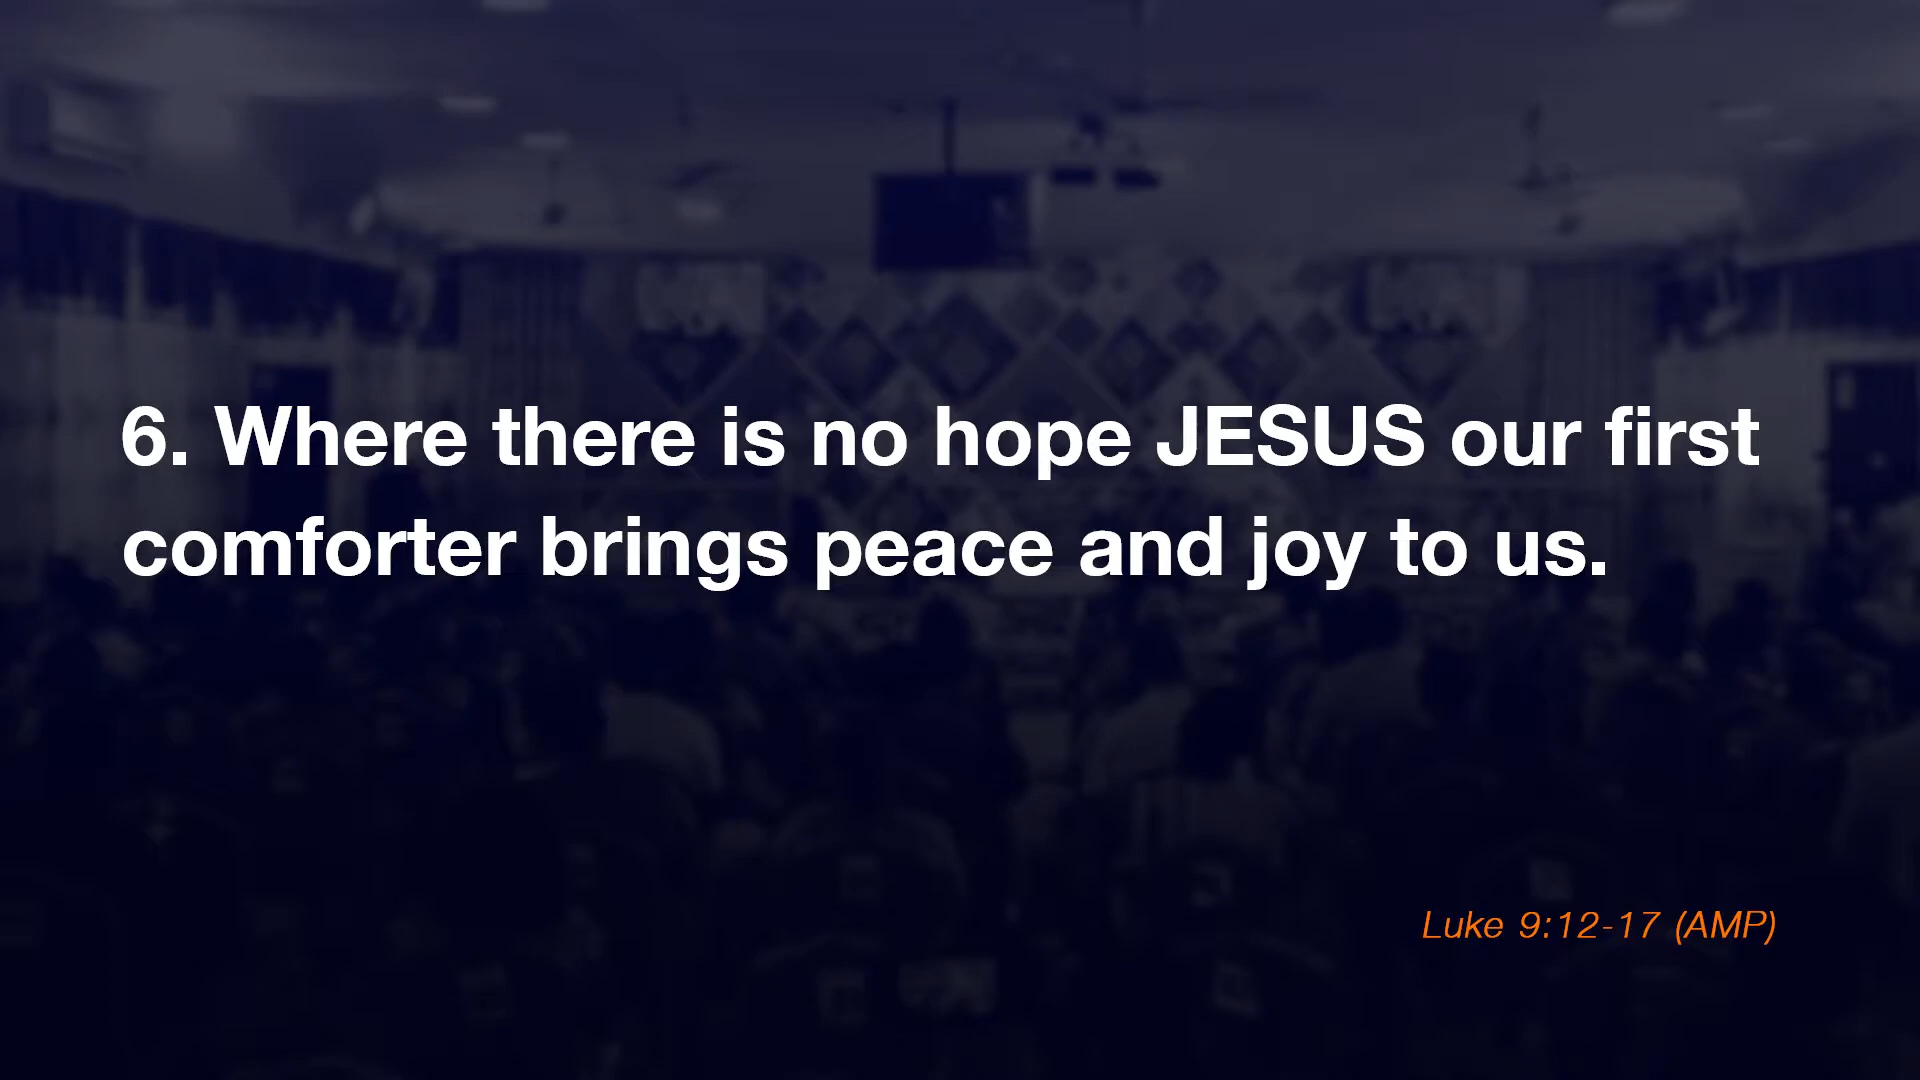 6. Where there is no hope JESUS our first
comforter brings peace and joy to us.
Luke 9:12-17 (AMP)